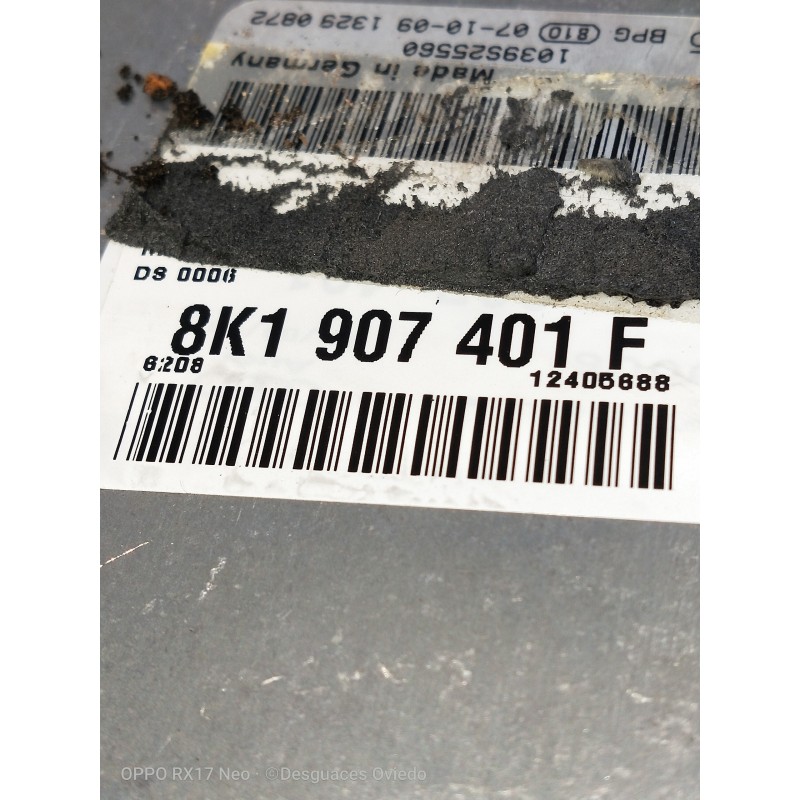 BPG 810 07-10-09 1329 0872
1039S25560
Made in Germany
DS 0006
8K1 907 401 F
6208
12405688
OPPO RX17 Neo · ©Desguaces Oviedo